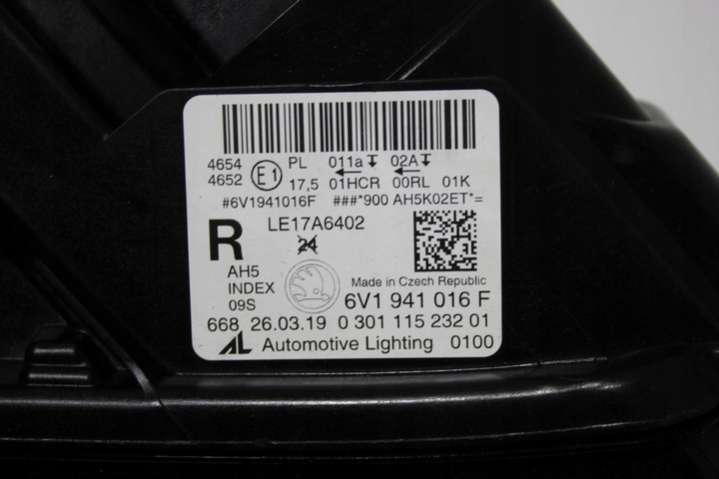 4654 E1 PL 011a 02A
4652 17,5 01HCR 00RL 01K
#6V1941016F ###*900 AH5K02ET*=
R LE17A6402
24
AH5
INDEX
09S
Made in Czech Republic
6V1 941 016 F
668 26.03.19 0 301 115 232 01
AL Automotive Lighting 0100